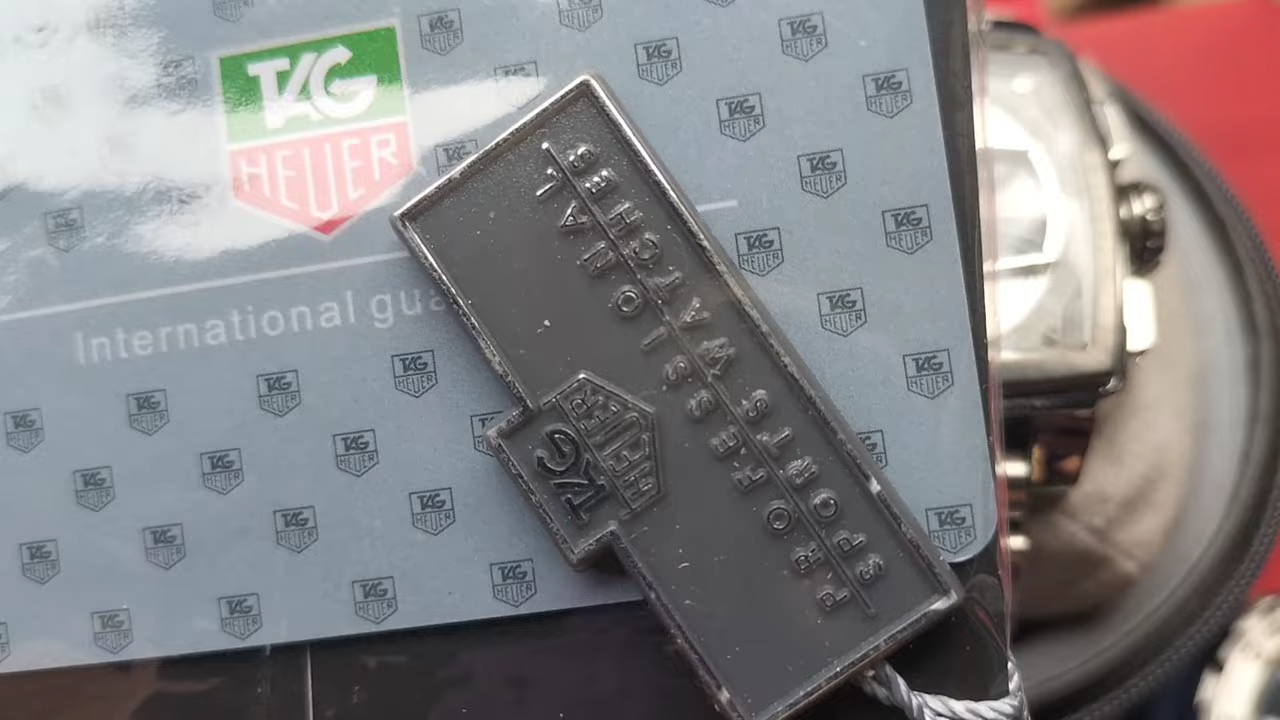 TAG
HEUER
International gua
TAG
HEUER
PROFESSIONAL
SPORTS WATCHES